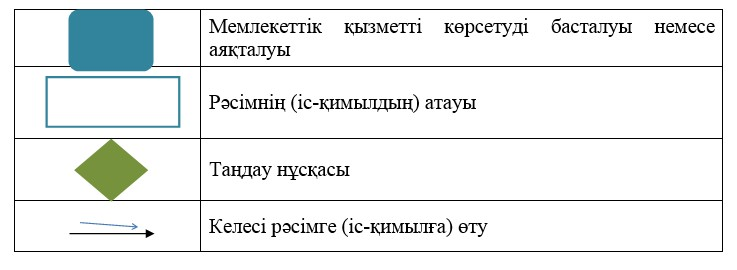 Мемлекеттік қызметті көрсетуді басталуы немесе
аяқталуы
Рәсімнің (іс-қимылдың) атауы
Таңдау нұсқасы
Келесі рәсімге (іс-қимылға) өту